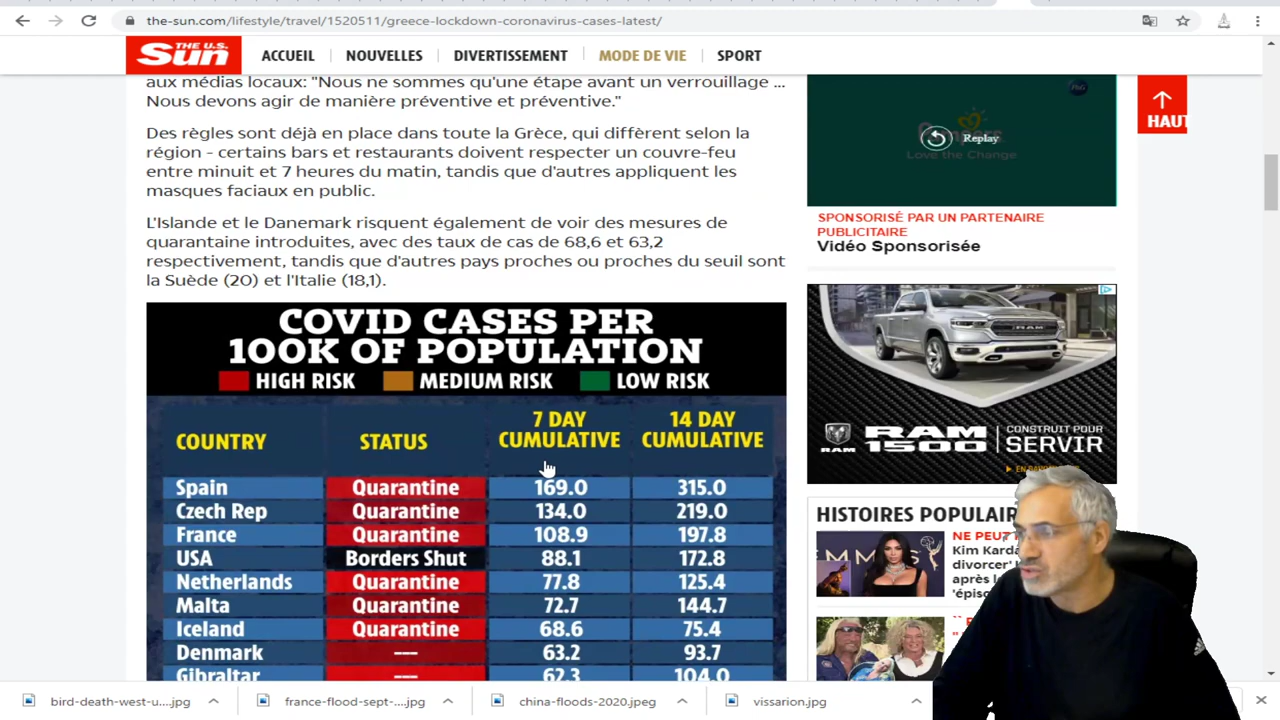 the-sun.com/lifestyle/travel/1520511/greece-lockdown-coronavirus-cases-latest/
THE U.S.
Sun
ACCUEIL
NOUVELLES
DIVERTISSEMENT
MODE DE VIE
SPORT
aux médias locaux: "Nous ne sommes qu'une étape avant un verrouillage ...
Nous devons agir de manière préventive et préventive."
Des règles sont déjà en place dans toute la Grèce, qui diffèrent selon la
région - certains bars et restaurants doivent respecter un couvre-feu
entre minuit et 7 heures du matin, tandis que d'autres appliquent les
masques faciaux en public.
L'Islande et le Danemark risquent également de voir des mesures de
quarantaine introduites, avec des taux de cas de 68,6 et 63,2
respectivement, tandis que d'autres pays proches ou proches du seuil sont
la Suède (20) et l'Italie (18,1).
COVID CASES PER
100K OF POPULATION
HIGH RISK MEDIUM RISK LOW RISK
COUNTRY STATUS 7 DAY CUMULATIVE 14 DAY CUMULATIVE
Spain Quarantine 169.0 315.0
Czech Rep Quarantine 134.0 219.0
France Quarantine 108.9 197.8
USA Borders Shut 88.1 172.8
Netherlands Quarantine 77.8 125.4
Malta Quarantine 72.7 144.7
Iceland Quarantine 68.6 75.4
Denmark --- 63.2 93.7
Gibraltar --- 62.3 104.0
Pampers
Love the Change
Replay
SPONSORISÉ PAR UN PARTENAIRE
PUBLICITAIRE
Vidéo Sponsorisée
HAUT
RAM
RAM 1500
CONSTRUIT POUR
SERVIR
HISTOIRES POPULAIR
NE PEUT
Kim Karda
divorcer
après l
'épiso
bird-death-west-u....jpg
france-flood-sept-....jpg
china-floods-2020.jpeg
vissarion.jpg